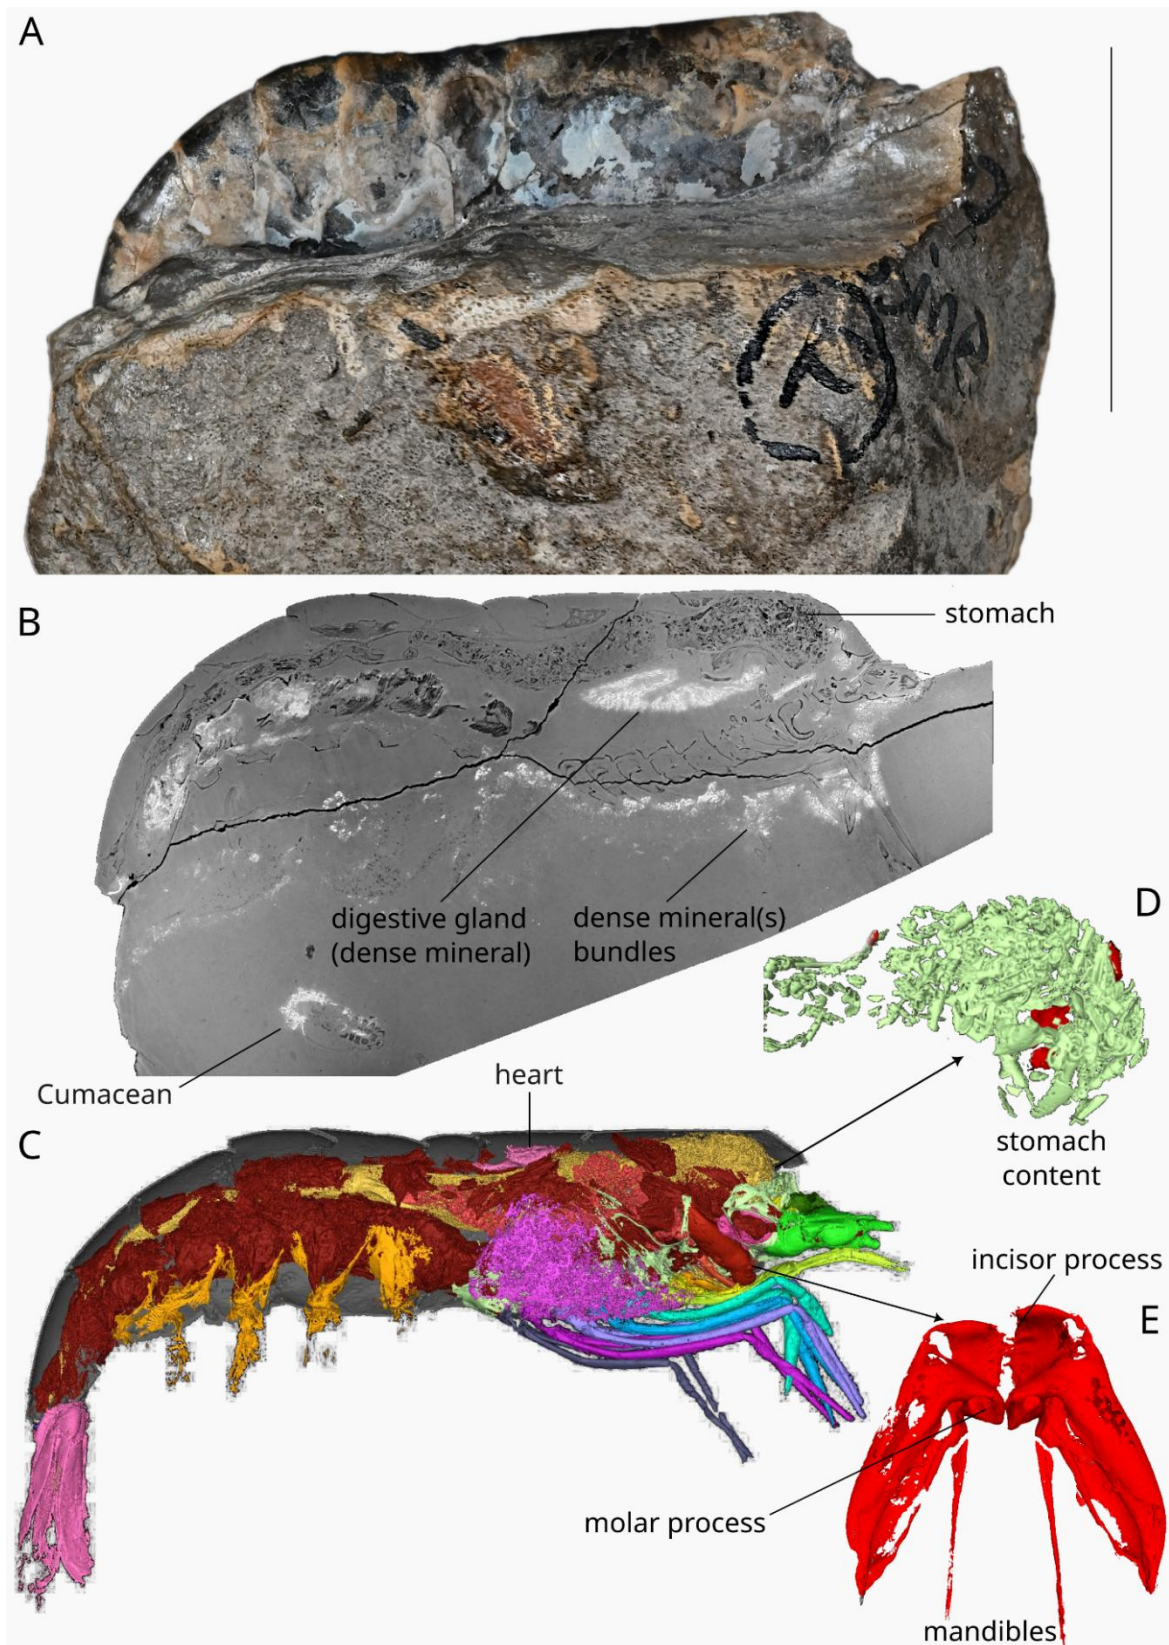 A
B
stomach
digestive gland
(dense mineral)
dense mineral(s)
bundles
D
Cumacean
heart
stomach
content
C
incisor process
E
molar process
mandibles